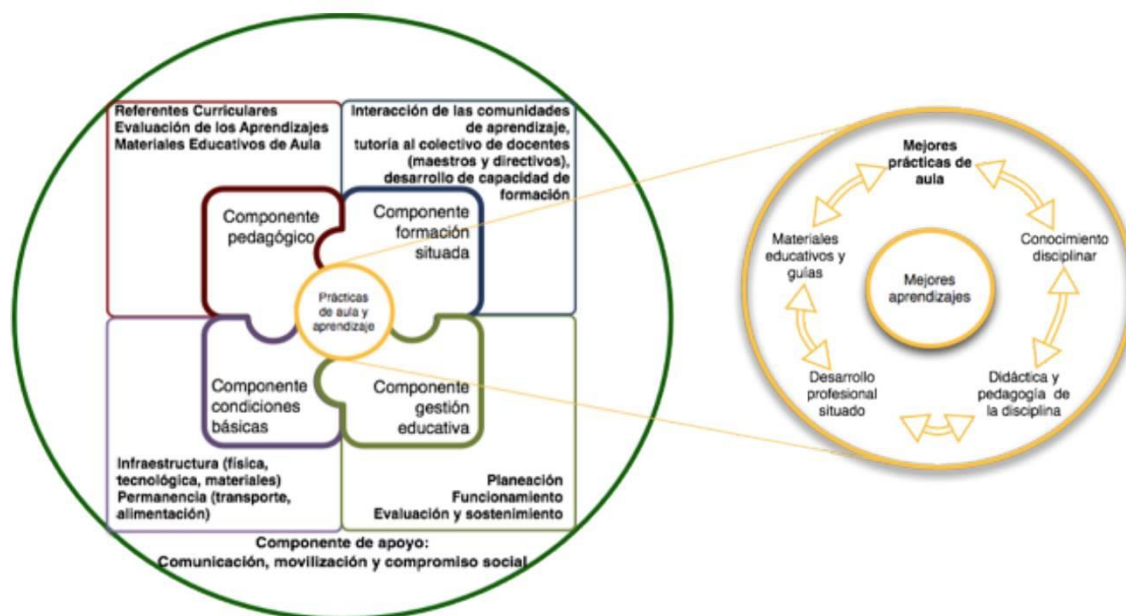 Referentes Curriculares
Evaluación de los Aprendizajes
Materiales Educativos de Aula
Interacción de las comunidades
de aprendizaje,
tutoría al colectivo de docentes
(maestros y directivos),
desarrollo de capacidad de
formación
Componente
pedagógico
Componente
formación
situada
Prácticas
de aula y
aprendizaje
Componente
condiciones
básicas
Componente
gestión
educativa
Infraestructura (física,
tecnológica, materiales)
Permanencia (transporte,
alimentación)
Planeación
Funcionamiento
Evaluación y sostenimiento
Componente de apoyo:
Comunicación, movilización y compromiso social
Mejores
prácticas de
aula
Materiales
educativos y
guías
Conocimiento
disciplinar
Mejores
aprendizajes
Desarrollo
profesional
situado
Didáctica y
pedagogía de
la disciplina